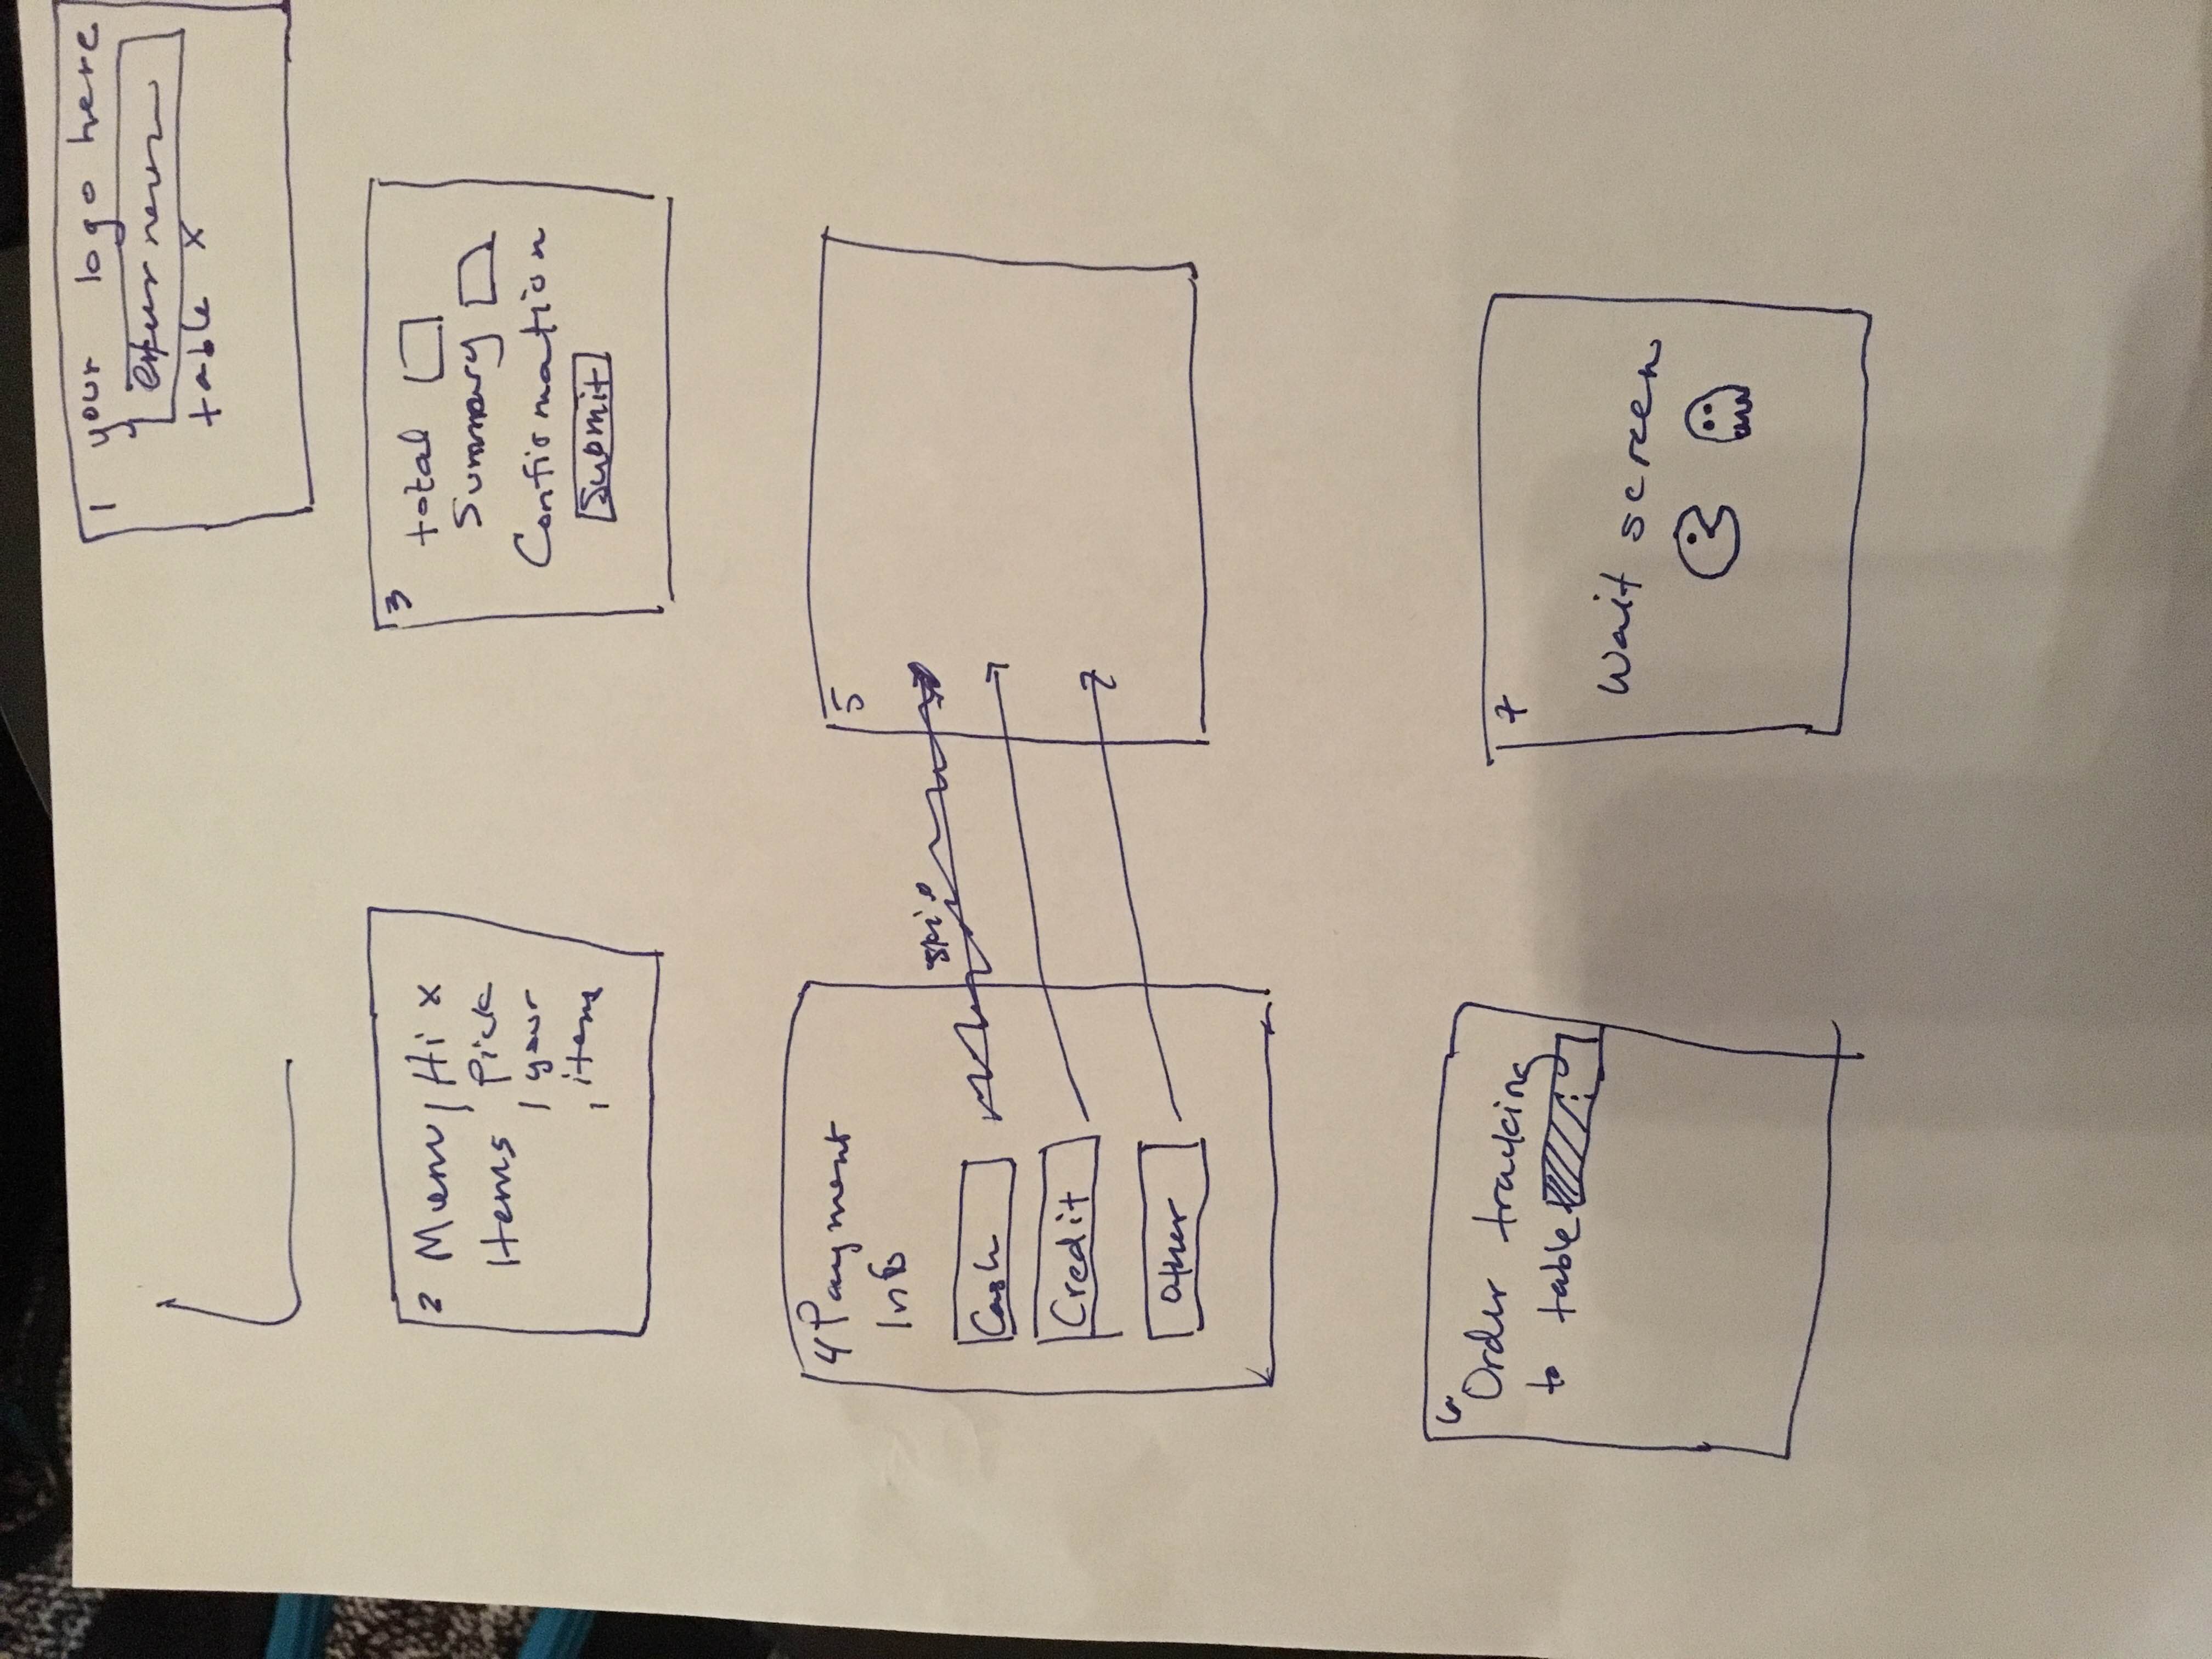 1 your logo here
enter name
table x
2 Menu Hi x
Items Pick
your
items
3 total
Summary
Confirmation
Submit
4 Payment
Info
Cash
Credit
Other
5
skip
6
Order tracking
to table
7
Wait screen